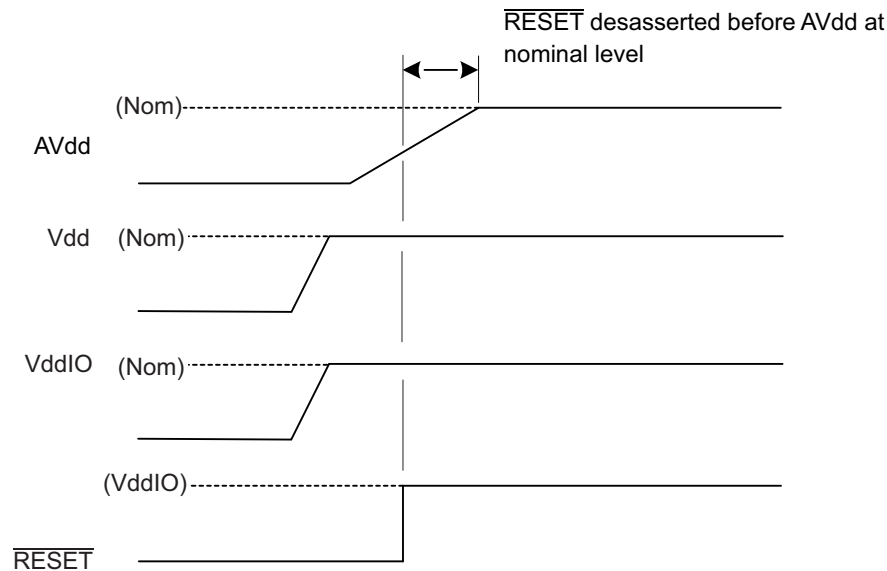 RESET desasserted before AVdd at
nominal level
(Nom)
AVdd
Vdd (Nom)
VddIO (Nom)
(VddIO)
RESET